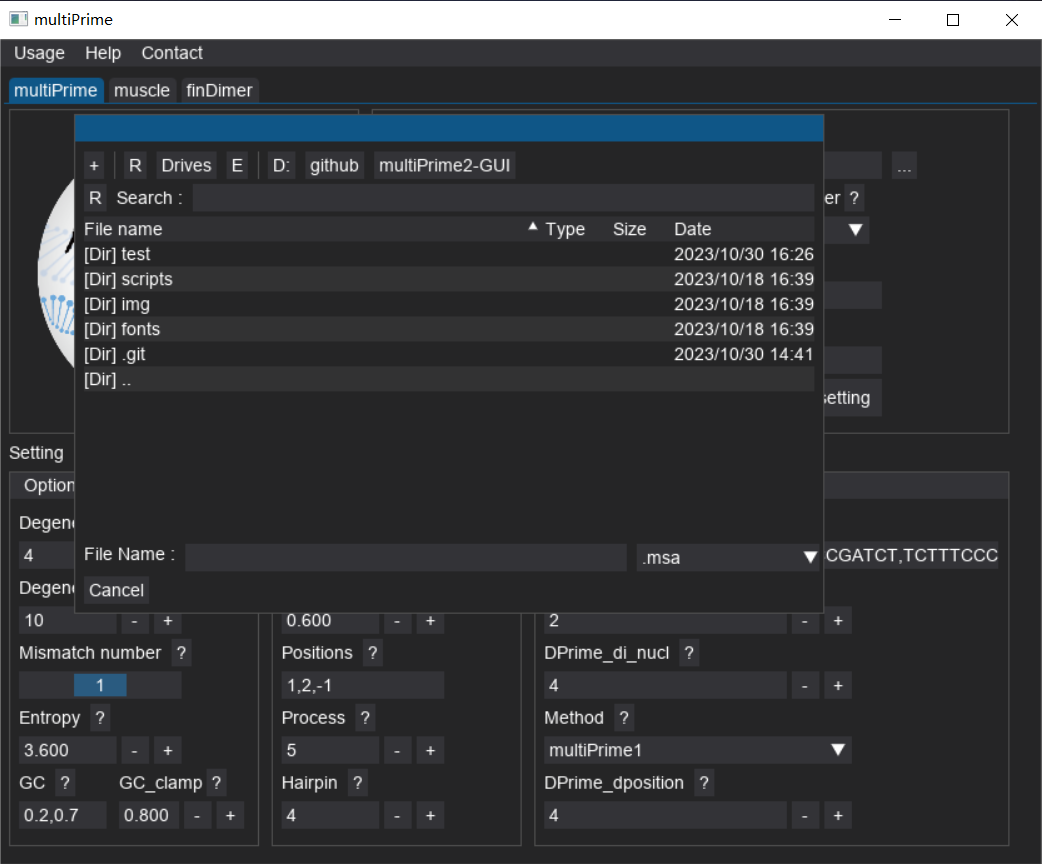 multiPrime
Usage Help Contact
multiPrime muscle finDimer
+ R Drives E D: github multiPrime2-GUI ...
R Search : er ?
File name Type Size Date
[Dir] test 2023/10/30 16:26
[Dir] scripts 2023/10/18 16:39
[Dir] img 2023/10/18 16:39
[Dir] fonts 2023/10/18 16:39
[Dir] .git 2023/10/30 14:41
[Dir] ..
setting
Setting
Option
Degene
4 File Name : .msa CGATCT,TCTTTCCC
Degene Cancel
10 - + 0.600 - + 2 - +
Mismatch number ? Positions ? DPrime_di_nucl ?
1 1,2,-1 4 - +
Entropy ? Process ? Method ?
3.600 - + 5 - + multiPrime1
GC ? GC_clamp ? Hairpin ? DPrime_dposition ?
0.2,0.7 0.800 - + 4 - + 4 - +